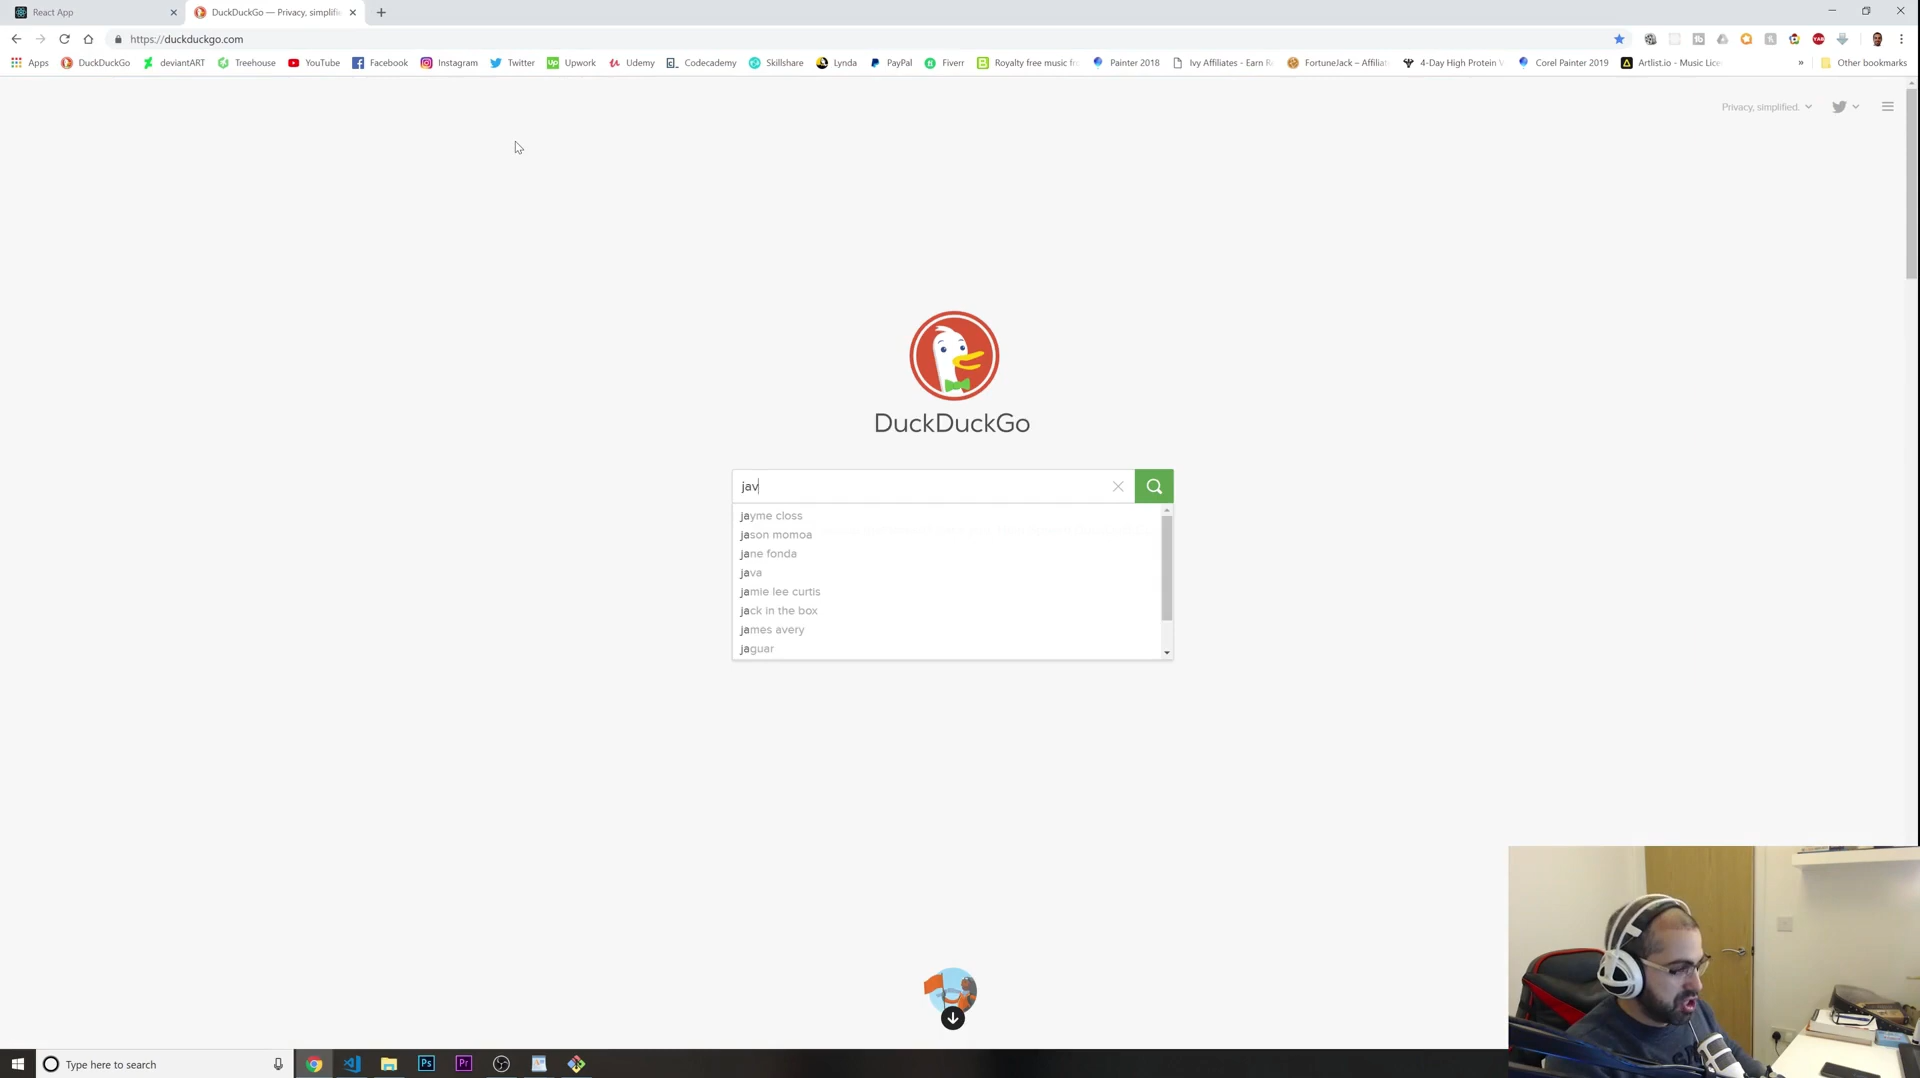 React App
DuckDuckGo — Privacy, simplifi
https://duckduckgo.com
Apps DuckDuckGo deviantART Treehouse YouTube Facebook Instagram Twitter Upwork Udemy Codecademy Skillshare Lynda PayPal Fiverr Royalty free music Painter 2018 Ivy Affiliates - Earn FortuneJack – Affiliat 4-Day High Protein Corel Painter 2019 Artlist.io - Music Lice » Other bookmarks
Privacy, simplified.
DuckDuckGo
jav
jayme closs
jason momoa
jane fonda
java
jamie lee curtis
jack in the box
james avery
jaguar
Type here to search
Ps Pr